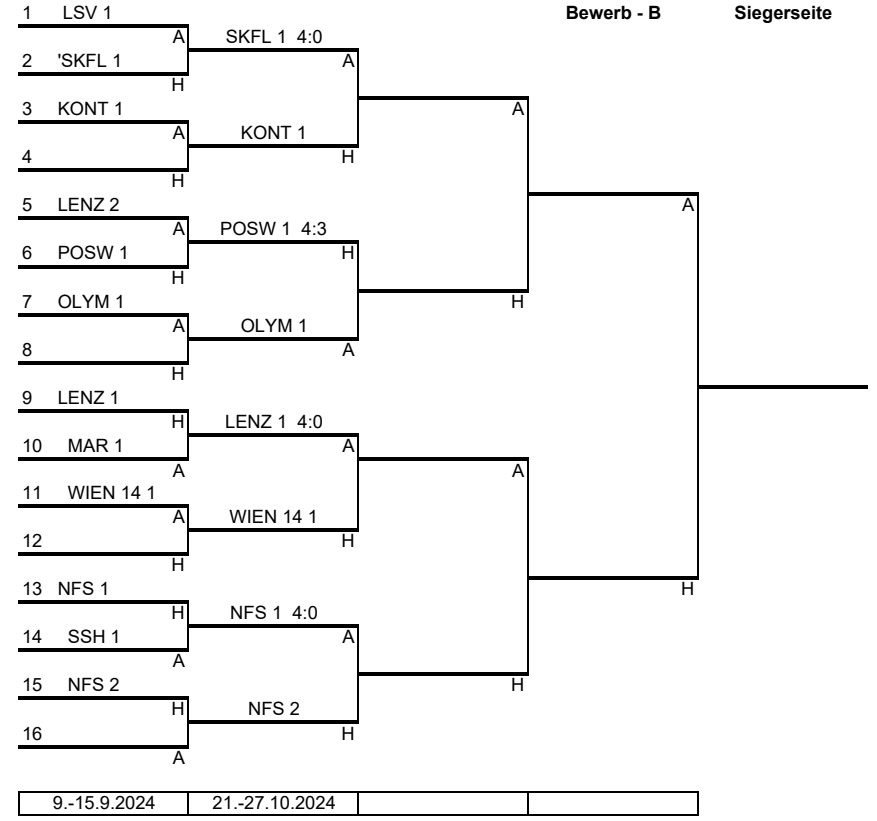 1 LSV 1 Bewerb - B Siegerseite
A SKFL 1 4:0
2 'SKFL 1 A
H
3 KONT 1 A
A KONT 1
4 H
H
5 LENZ 2 A
A POSW 1 4:3
6 POSW 1 H
H
7 OLYM 1 H
A OLYM 1
8 A
H
9 LENZ 1
H LENZ 1 4:0
10 MAR 1 A
A A
11 WIEN 14 1
A WIEN 14 1
12 H
H
13 NFS 1 H
H NFS 1 4:0
14 SSH 1 A
A
15 NFS 2 H
H NFS 2
16 H
A
9.-15.9.2024 21.-27.10.2024